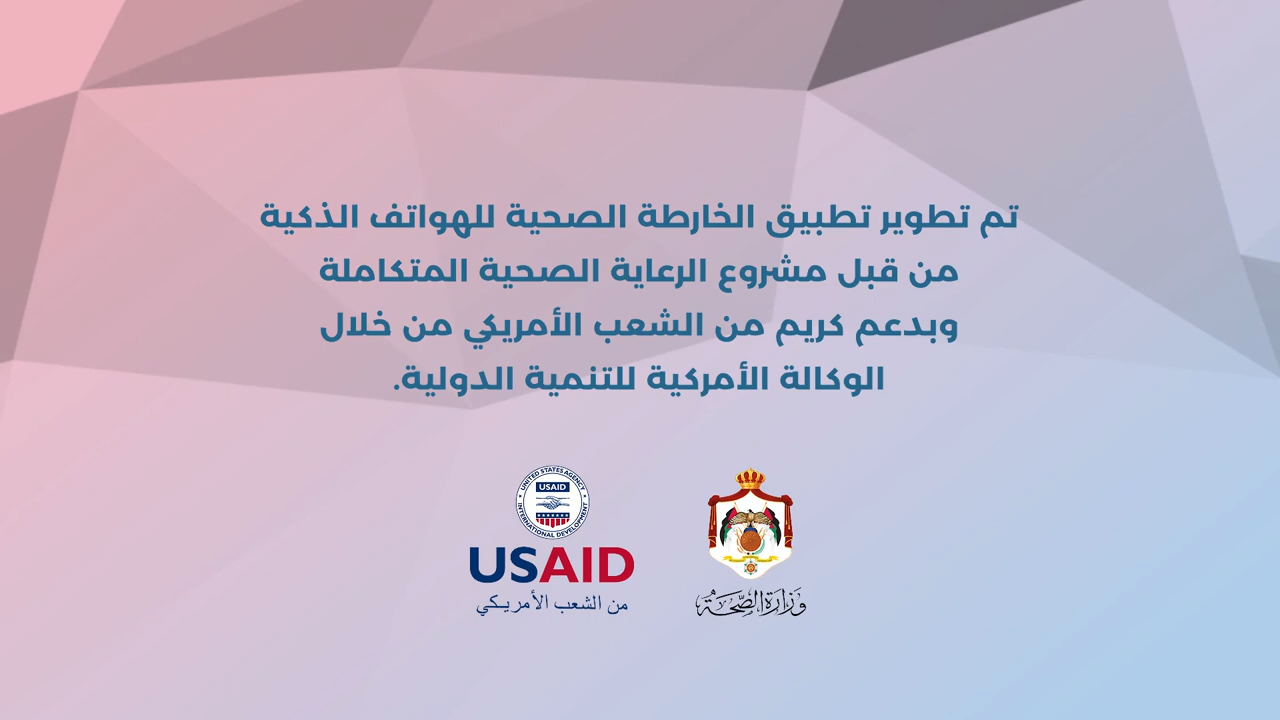 تم تطوير تطبيق الخارطة الصحية للهواتف الذكية
من قبل مشروع الرعاية الصحية المتكاملة
وبدعم كريم من الشعب الأمريكي من خلال
الوكالة الأمركية للتنمية الدولية.
UNITED STATES AGENCY
USAID
INTERNATIONAL DEVELOPMENT
USAID
من الشعب الأمريكي
وزارة الصحة